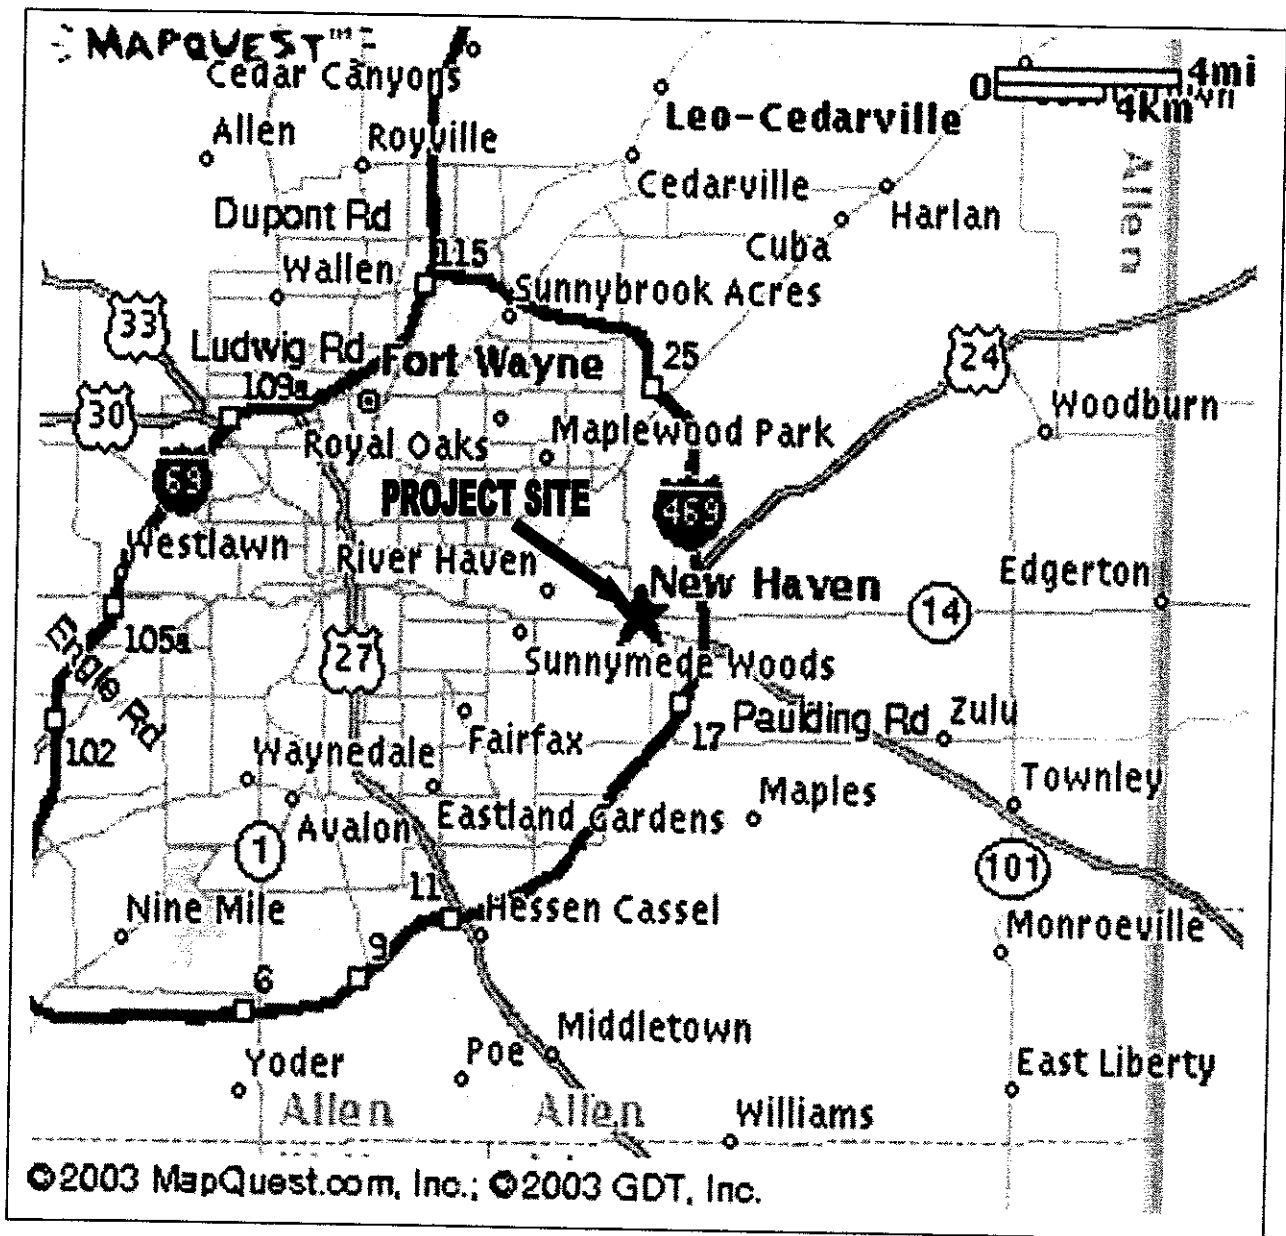 MAPQUEST™
Cedar Canyons
0 4mi
4km
Leo-Cedarville
Allen
Royville
Allen
Cedarville
Harlan
Dupont Rd
Cuba
115
Wallen
Sunnybrook Acres
33
Ludwig Rd
Fort Wayne
25
24
109a
30
Woodburn
Royal Oaks
Maplewood Park
69
PROJECT SITE
469
Westlawn
River Haven
New Haven
Edgerton
14
105a
Engle Rd
27
Sunnymede Woods
Paulding Rd
Zulu
102
Waynedale
Fairfax
17
Townley
Maples
Avalon
Eastland Gardens
1
101
11
Nine Mile
Hessen Cassel
Monroeville
9
6
Middletown
Poe
Yoder
East Liberty
Allen
Allen
Williams
©2003 MapQuest.com, Inc.; ©2003 GDT, Inc.